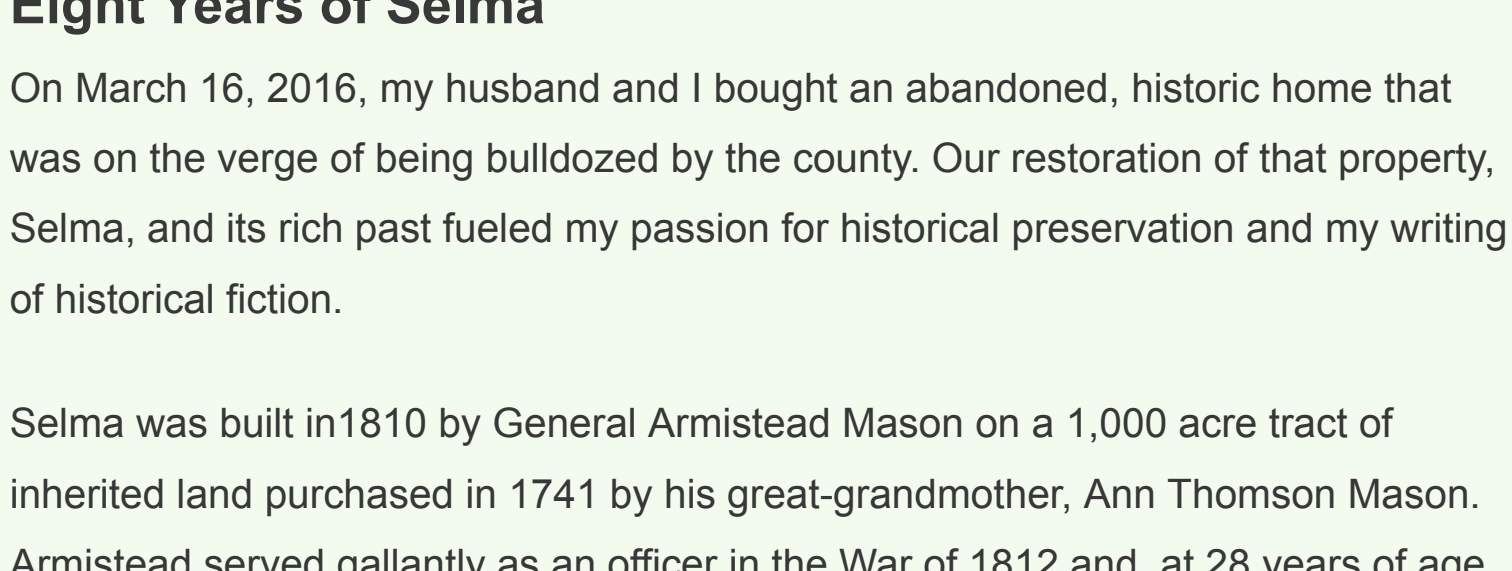 Eight Years of Selma
On March 16, 2016, my husband and I bought an abandoned, historic home that
was on the verge of being bulldozed by the county. Our restoration of that property,
Selma, and its rich past fueled my passion for historical preservation and my writing
of historical fiction.
Selma was built in1810 by General Armistead Mason on a 1,000 acre tract of
inherited land purchased in 1741 by his great-grandmother, Ann Thomson Mason.
Armistead served gallantly as an officer in the War of 1812 and, at 28 years of age,